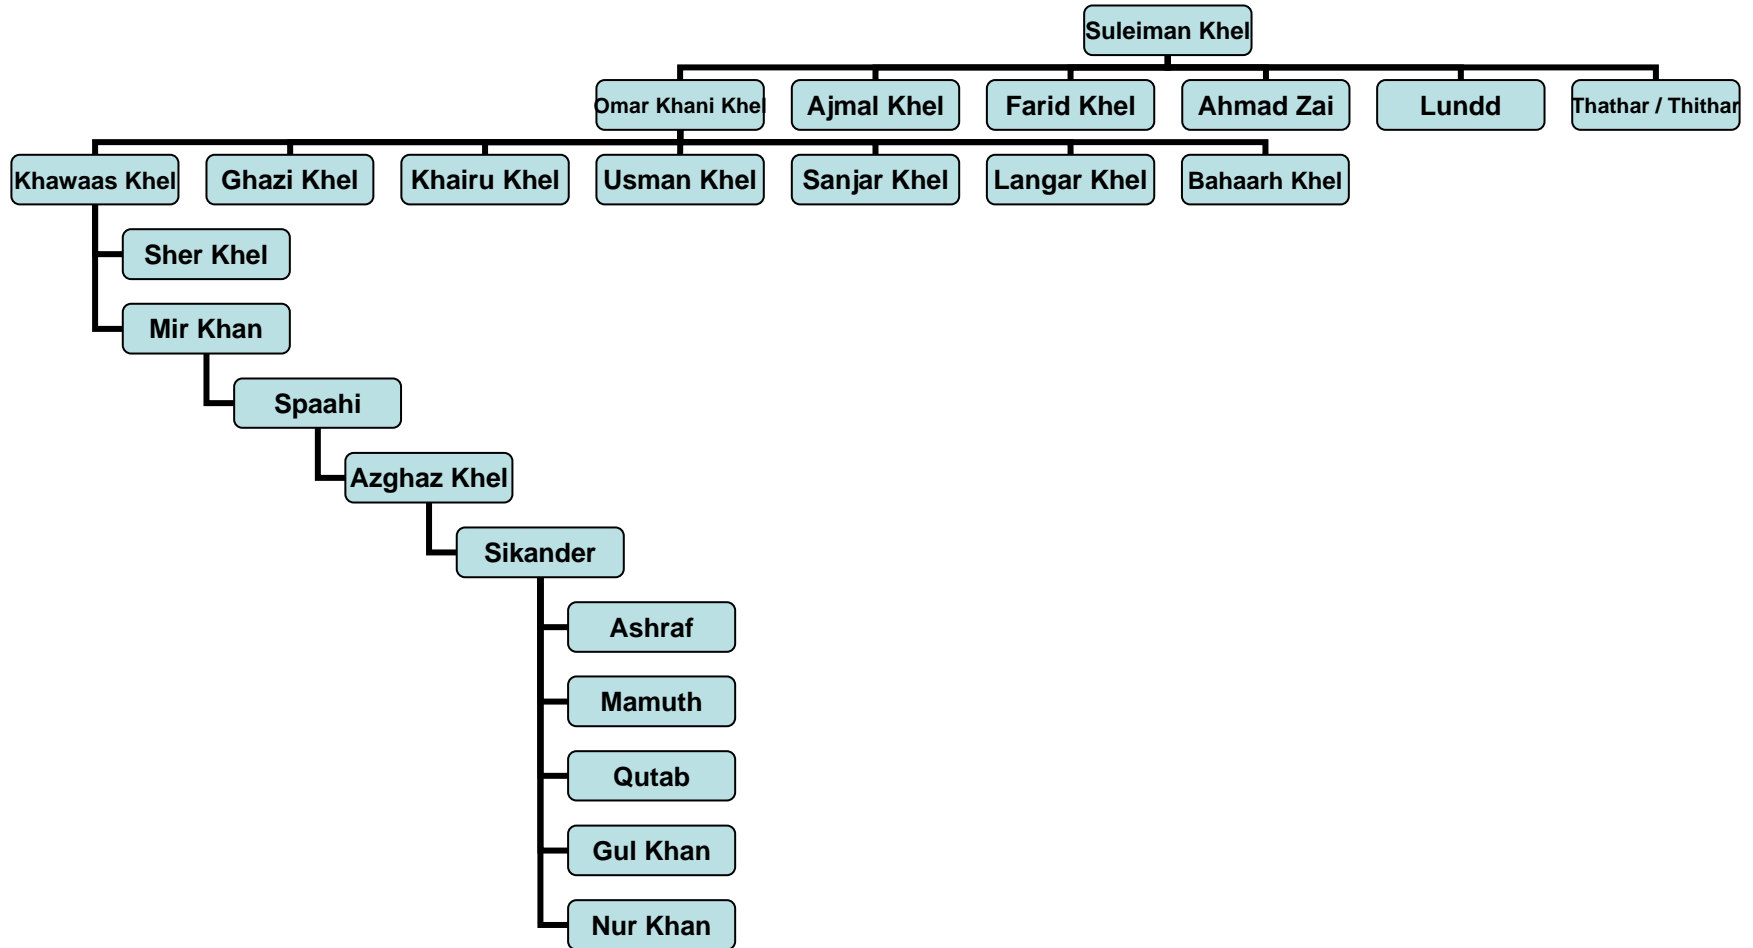 Suleiman Khel
Omar Khani Khel
Ajmal Khel
Farid Khel
Ahmad Zai
Lundd
Thathar / Thithar
Khawaas Khel
Ghazi Khel
Khairu Khel
Usman Khel
Sanjar Khel
Langar Khel
Bahaarh Khel
Sher Khel
Mir Khan
Spaahi
Azghaz Khel
Sikander
Ashraf
Mamuth
Qutab
Gul Khan
Nur Khan